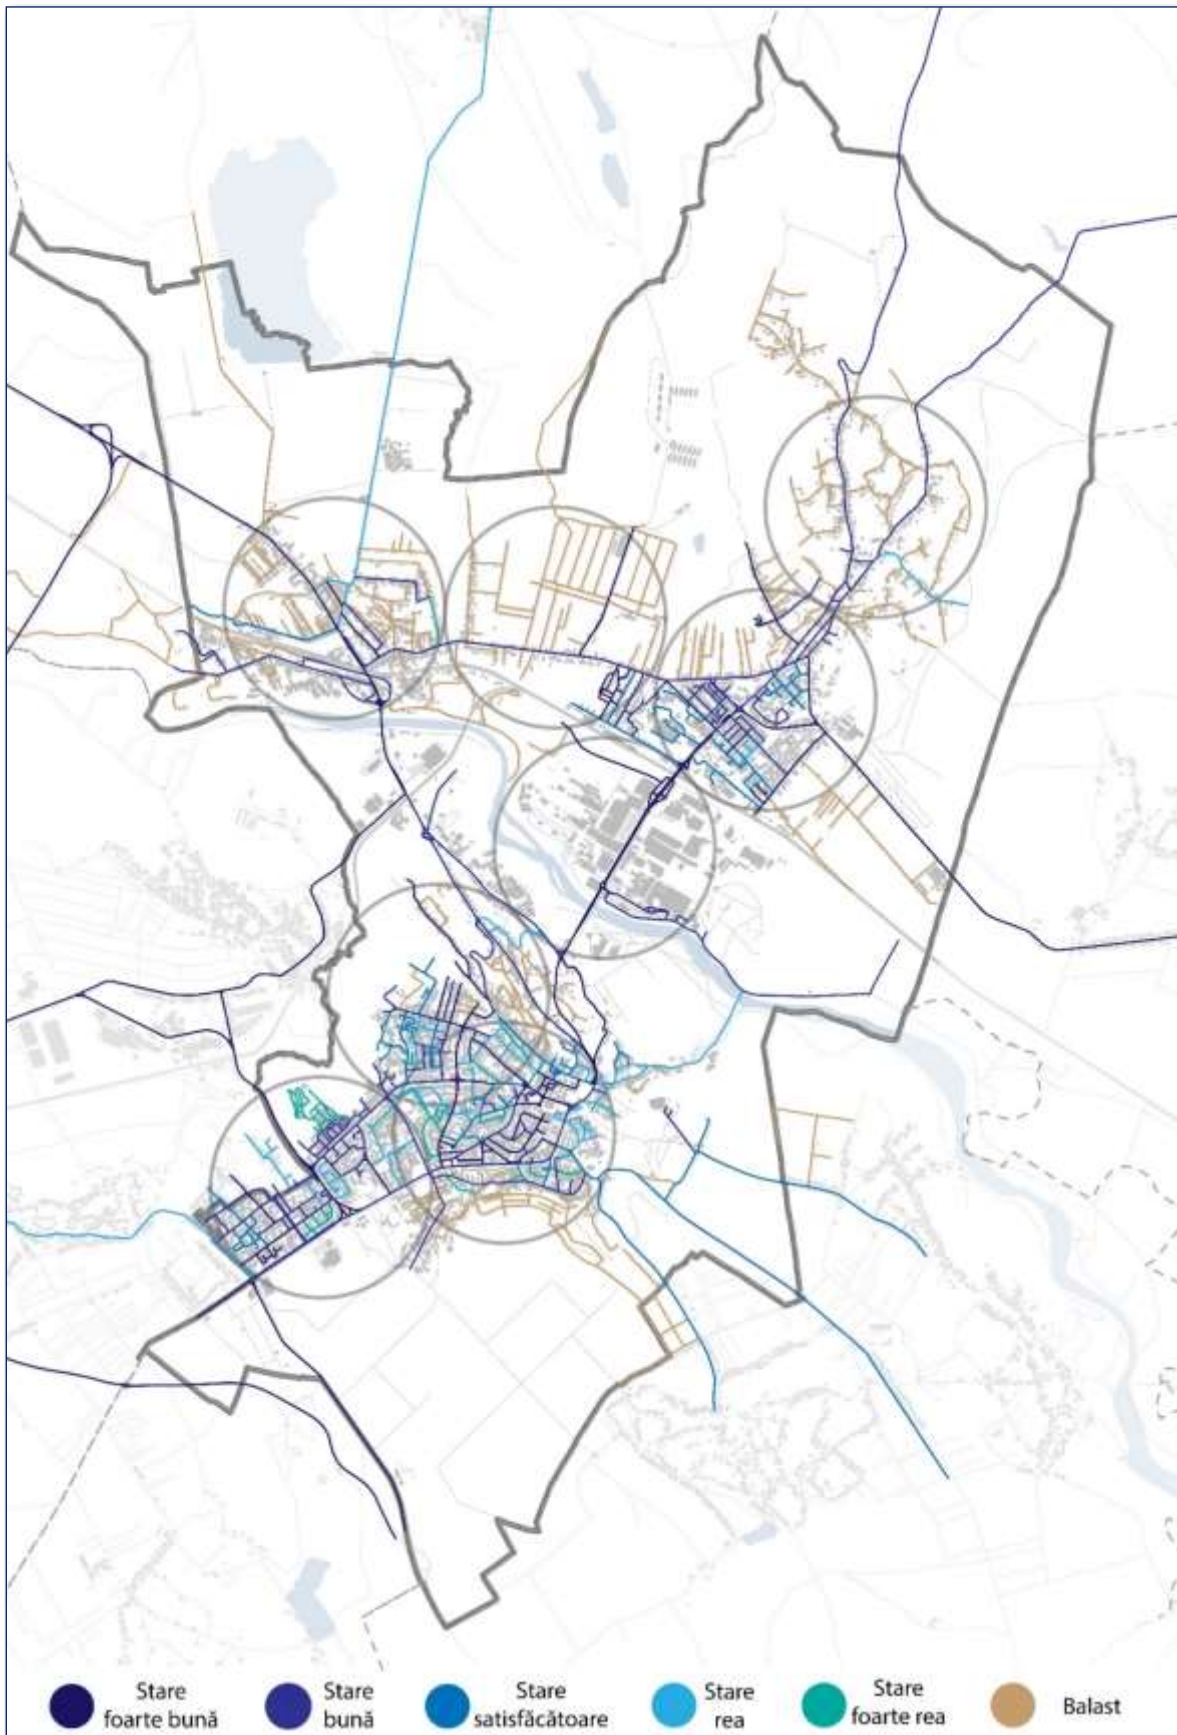 Stare
foarte bună
Stare
bună
Stare
satisfăcătoare
Stare
rea
Stare
foarte rea
Balast